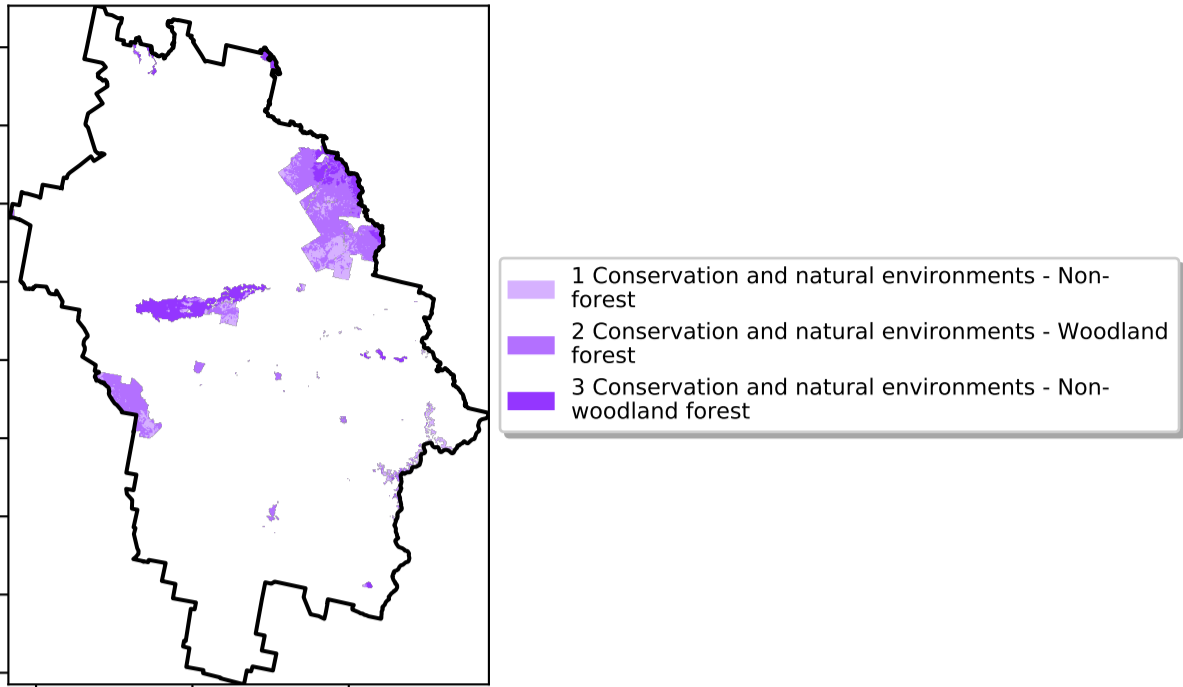 1 Conservation and natural environments - Non-
forest
2 Conservation and natural environments - Woodland
forest
3 Conservation and natural environments - Non-
woodland forest